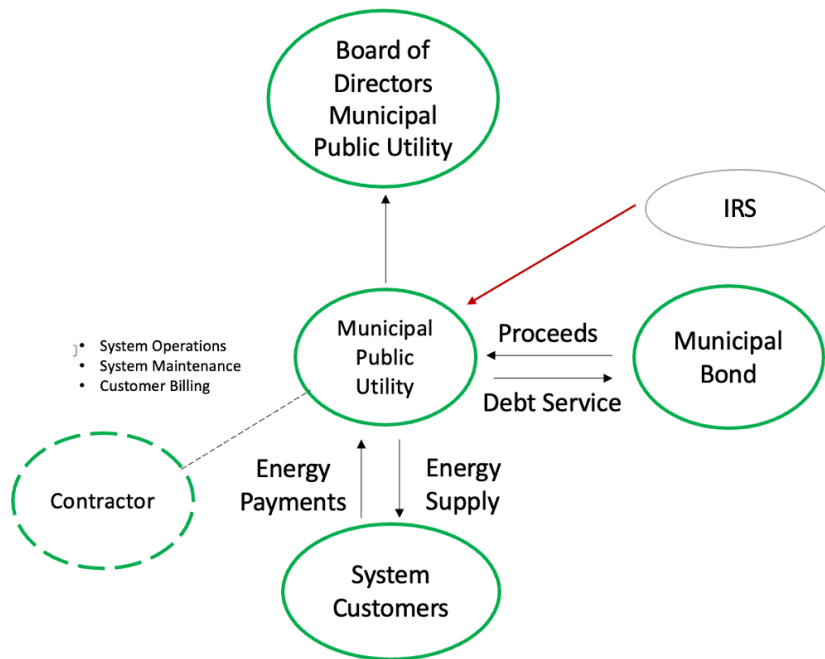 Board of
Directors
Municipal
Public Utility
IRS
Municipal
Public
Utility
Proceeds
Debt Service
Municipal
Bond
• System Operations
• System Maintenance
• Customer Billing
Contractor
Energy
Payments
Energy
Supply
System
Customers